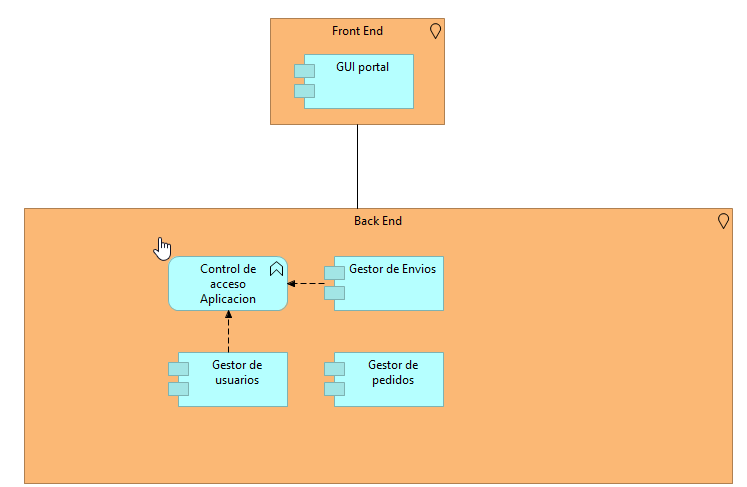 Front End
GUI portal
Back End
Control de
acceso
Aplicacion
Gestor de Envios
Gestor de
usuarios
Gestor de
pedidos